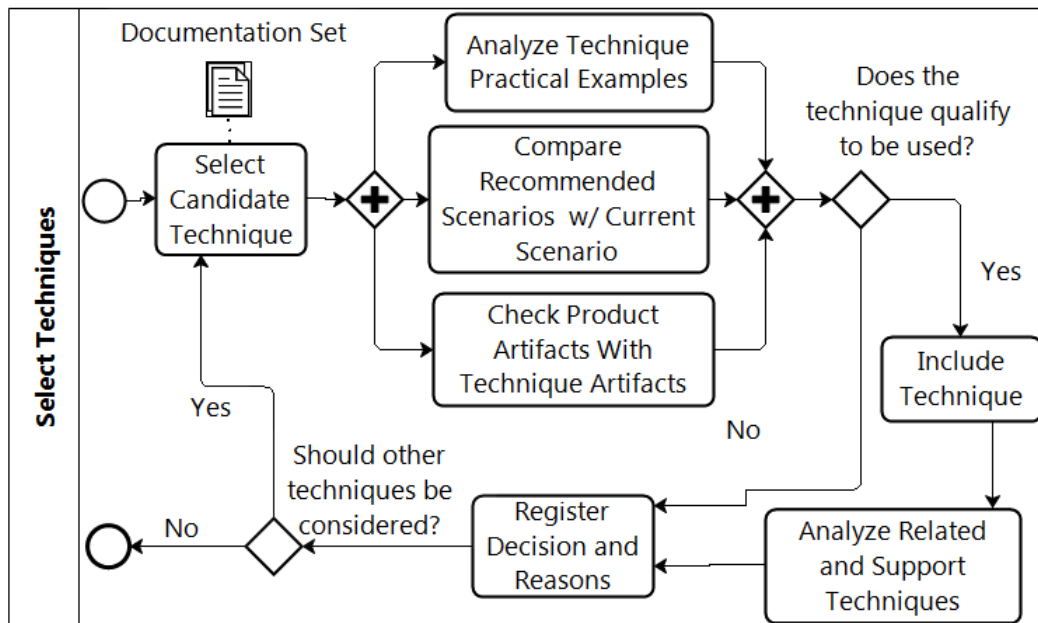 Select Techniques
Documentation Set
Select
Candidate
Technique
Analyze Technique
Practical Examples
Compare
Recommended
Scenarios w/ Current
Scenario
Check Product
Artifacts With
Technique Artifacts
Does the
technique qualify
to be used?
Yes
Include
Technique
No
Analyze Related
and Support
Techniques
Register
Decision and
Reasons
Should other
techniques be
considered?
Yes
No